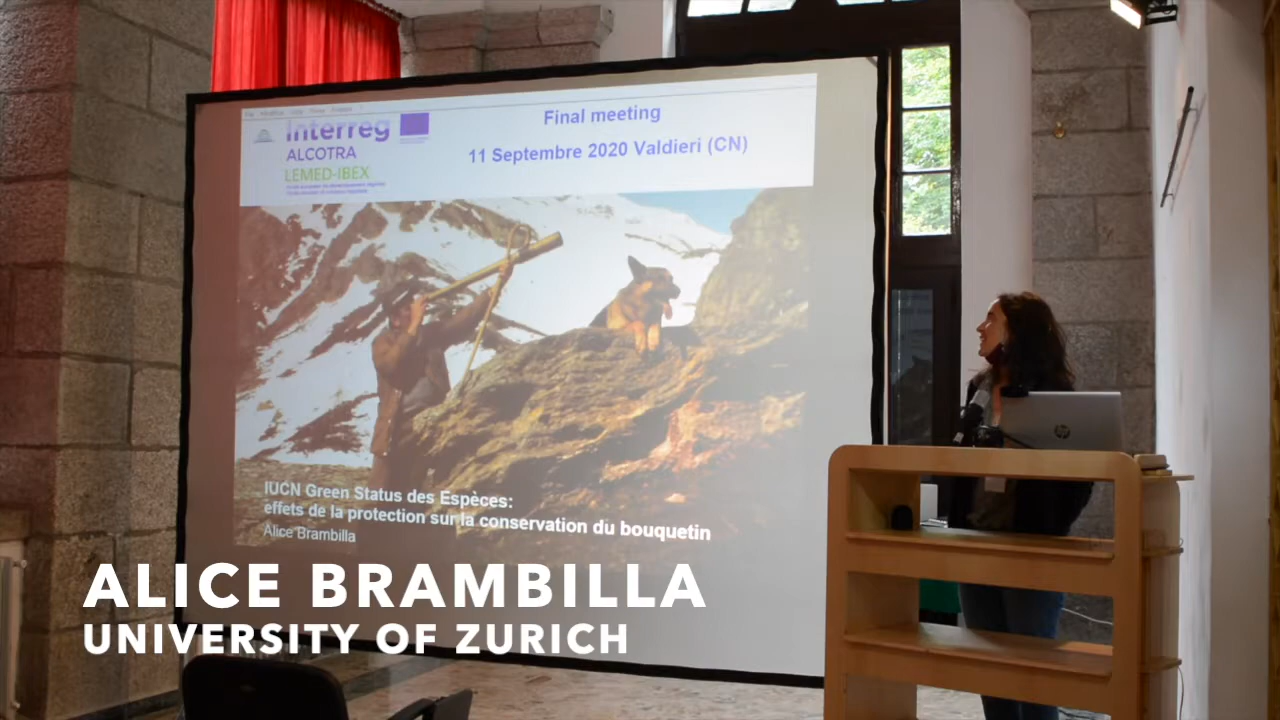 Interreg
ALCOTRA
LEMED-IBEX
Final meeting
11 Septembre 2020 Valdieri (CN)
IUCN Green Status des Espèces:
effets de la protection sur la conservation du bouquetin
Alice Brambilla
ALICE BRAMBILLA
UNIVERSITY OF ZURICH
hp